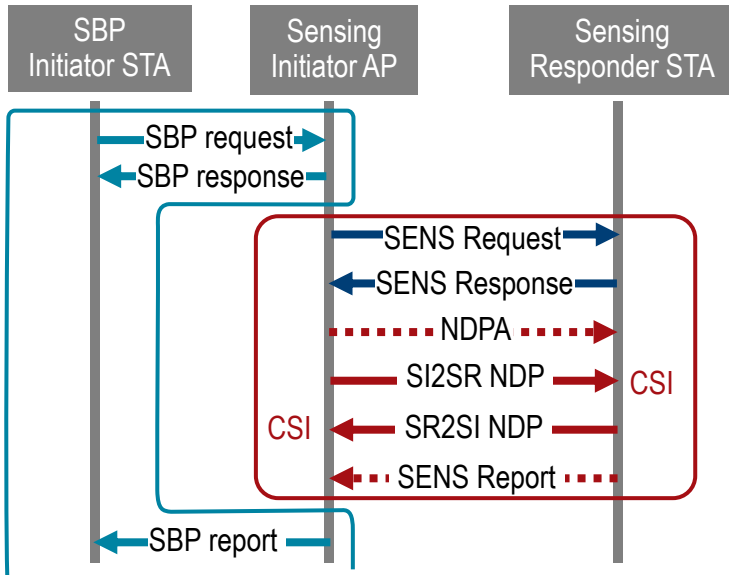 SBP
Initiator STA
Sensing
Initiator AP
Sensing
Responder STA
SBP request
SBP response
SENS Request
SENS Response
NDPA
SI2SR NDP
CSI
CSI
SR2SI NDP
SENS Report
SBP report